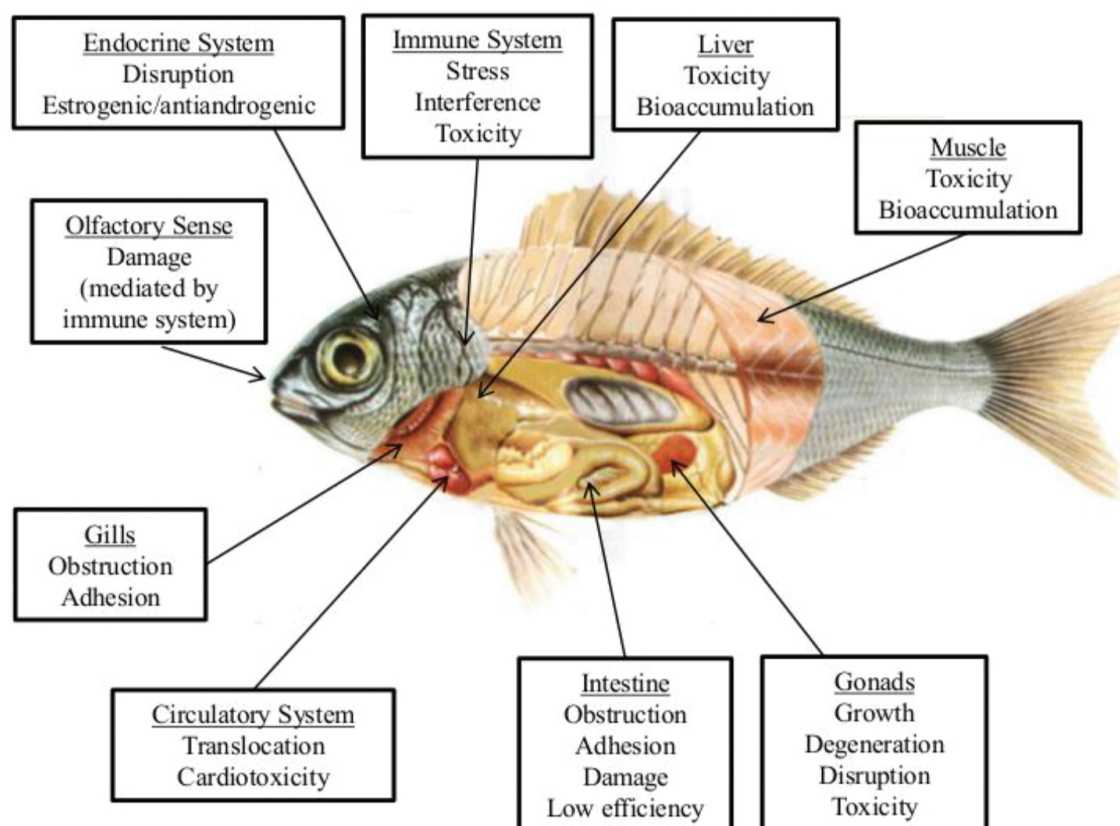 Endocrine System
Disruption
Estrogenic/antiandrogenic
Immune System
Stress
Interference
Toxicity
Liver
Toxicity
Bioaccumulation
Muscle
Toxicity
Bioaccumulation
Olfactory Sense
Damage
(mediated by
immune system)
Gills
Obstruction
Adhesion
Circulatory System
Translocation
Cardiotoxicity
Intestine
Obstruction
Adhesion
Damage
Low efficiency
Gonads
Growth
Degeneration
Disruption
Toxicity